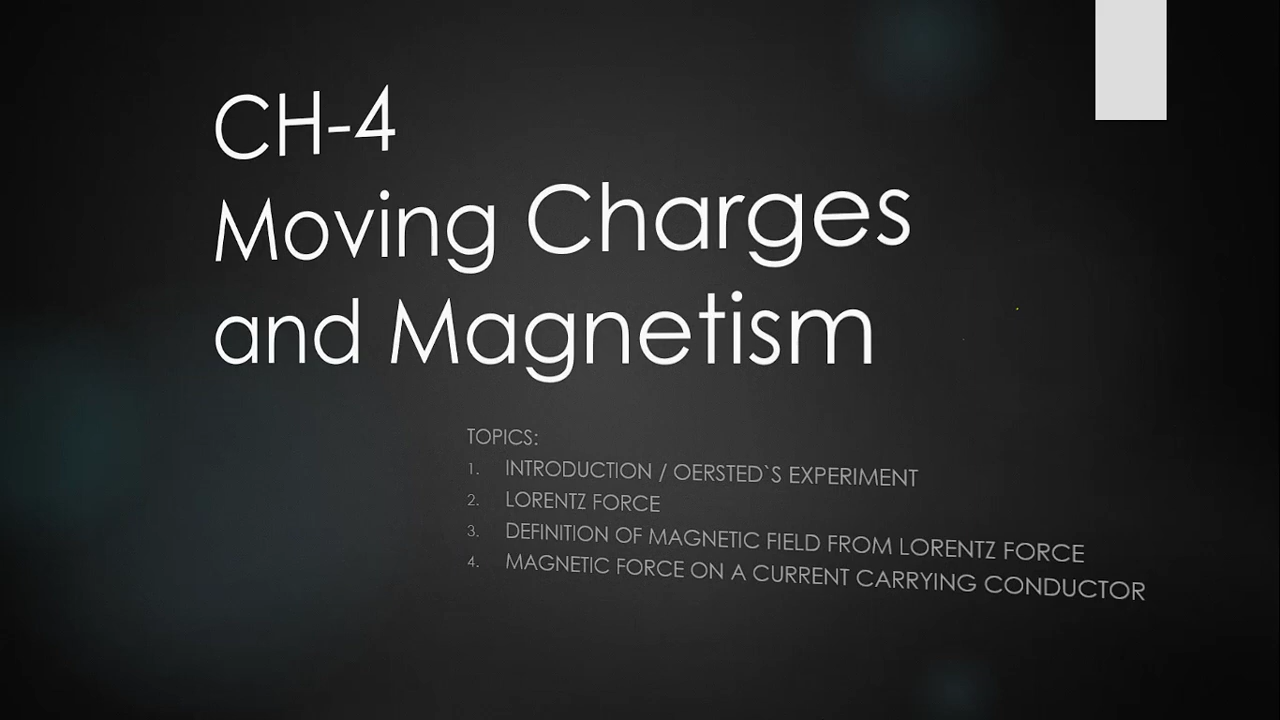 CH-4
Moving Charges
and Magnetism
TOPICS:
1. INTRODUCTION / OERSTED`S EXPERIMENT
2. LORENTZ FORCE
3. DEFINITION OF MAGNETIC FIELD FROM LORENTZ FORCE
4. MAGNETIC FORCE ON A CURRENT CARRYING CONDUCTOR